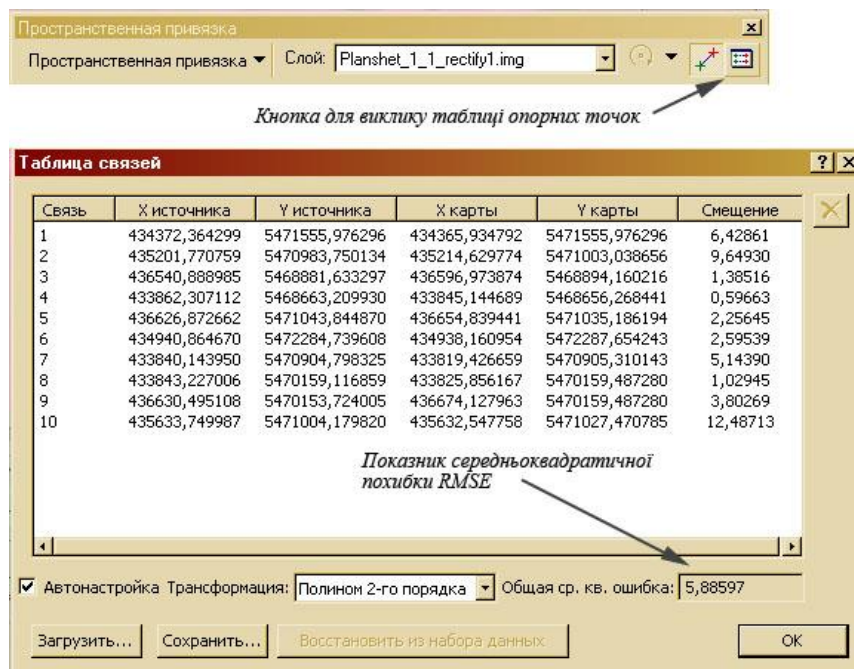 Пространственная привязка
Пространственная привязка Слой: Planshet_1_1_rectify1.img
Кнопка для виклику таблиці опорних точок
Таблица связей
Связь X источника Y источника X карты Y карты Смещение
1 434372,364299 5471555,976296 434365,934792 5471555,976296 6,42861
2 435201,770759 5470983,750134 435214,629774 5471003,038656 9,64930
3 436540,888985 5468881,633297 436596,973874 5468894,160216 1,38516
4 433862,307112 5468663,209930 433845,144689 5468656,268441 0,59663
5 436626,872662 5471043,844870 436654,839441 5471035,186194 2,25645
6 434940,864670 5472284,739608 434938,160954 5472287,654243 2,59539
7 433840,143950 5470904,798325 433819,426659 5470905,310143 5,14390
8 433843,227006 5470159,116859 433825,856167 5470159,487280 1,02945
9 436630,495108 5470153,724005 436674,127963 5470159,487280 3,80269
10 435633,749987 5471004,179820 435632,547758 5471027,470785 12,48713
Показник середньоквадратичної
похибки RMSE
Автонастройка Трансформация: Полином 2-го порядка Общая ср. кв. ошибка: 5,88597
Загрузить... Сохранить... Восстановить из набора данных OK